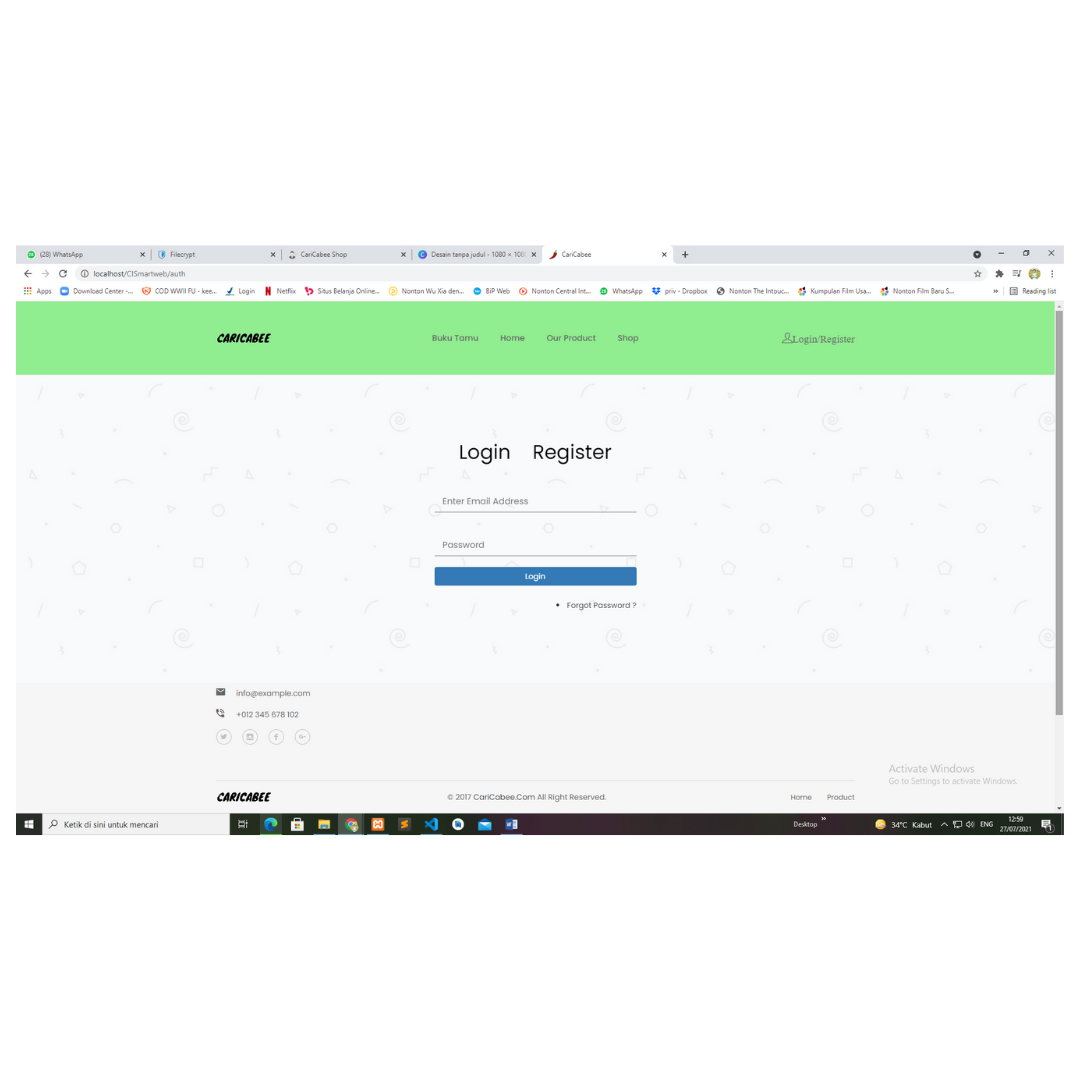 (28) WhatsApp Filecrypt CariCabee Shop Desain tanpa judul - 1080 × 108 CariCabee
localhost/CISmartweb/auth
Apps Download Center -... COD WWII FU - kee... Login Netflix Situs Belanja Online... Nonton Wu Xia den... BiP Web Nonton Central Int... WhatsApp priv - Dropbox Nonton The Intouc... Kumpulan Film Usa... Nonton Film Baru S... » Reading list
CARICABEE Buku Tamu Home Our Product Shop Login/Register
Login Register
Enter Email Address
Password
Login
• Forgot Password ?
info@example.com
+012 345 678 102
Activate Windows
Go to Settings to activate Windows.
CARICABEE © 2017 CariCabee.Com All Right Reserved. Home Product
Ketik di sini untuk mencari Desktop » 34°C Kabut ENG 12:59
27/07/2021